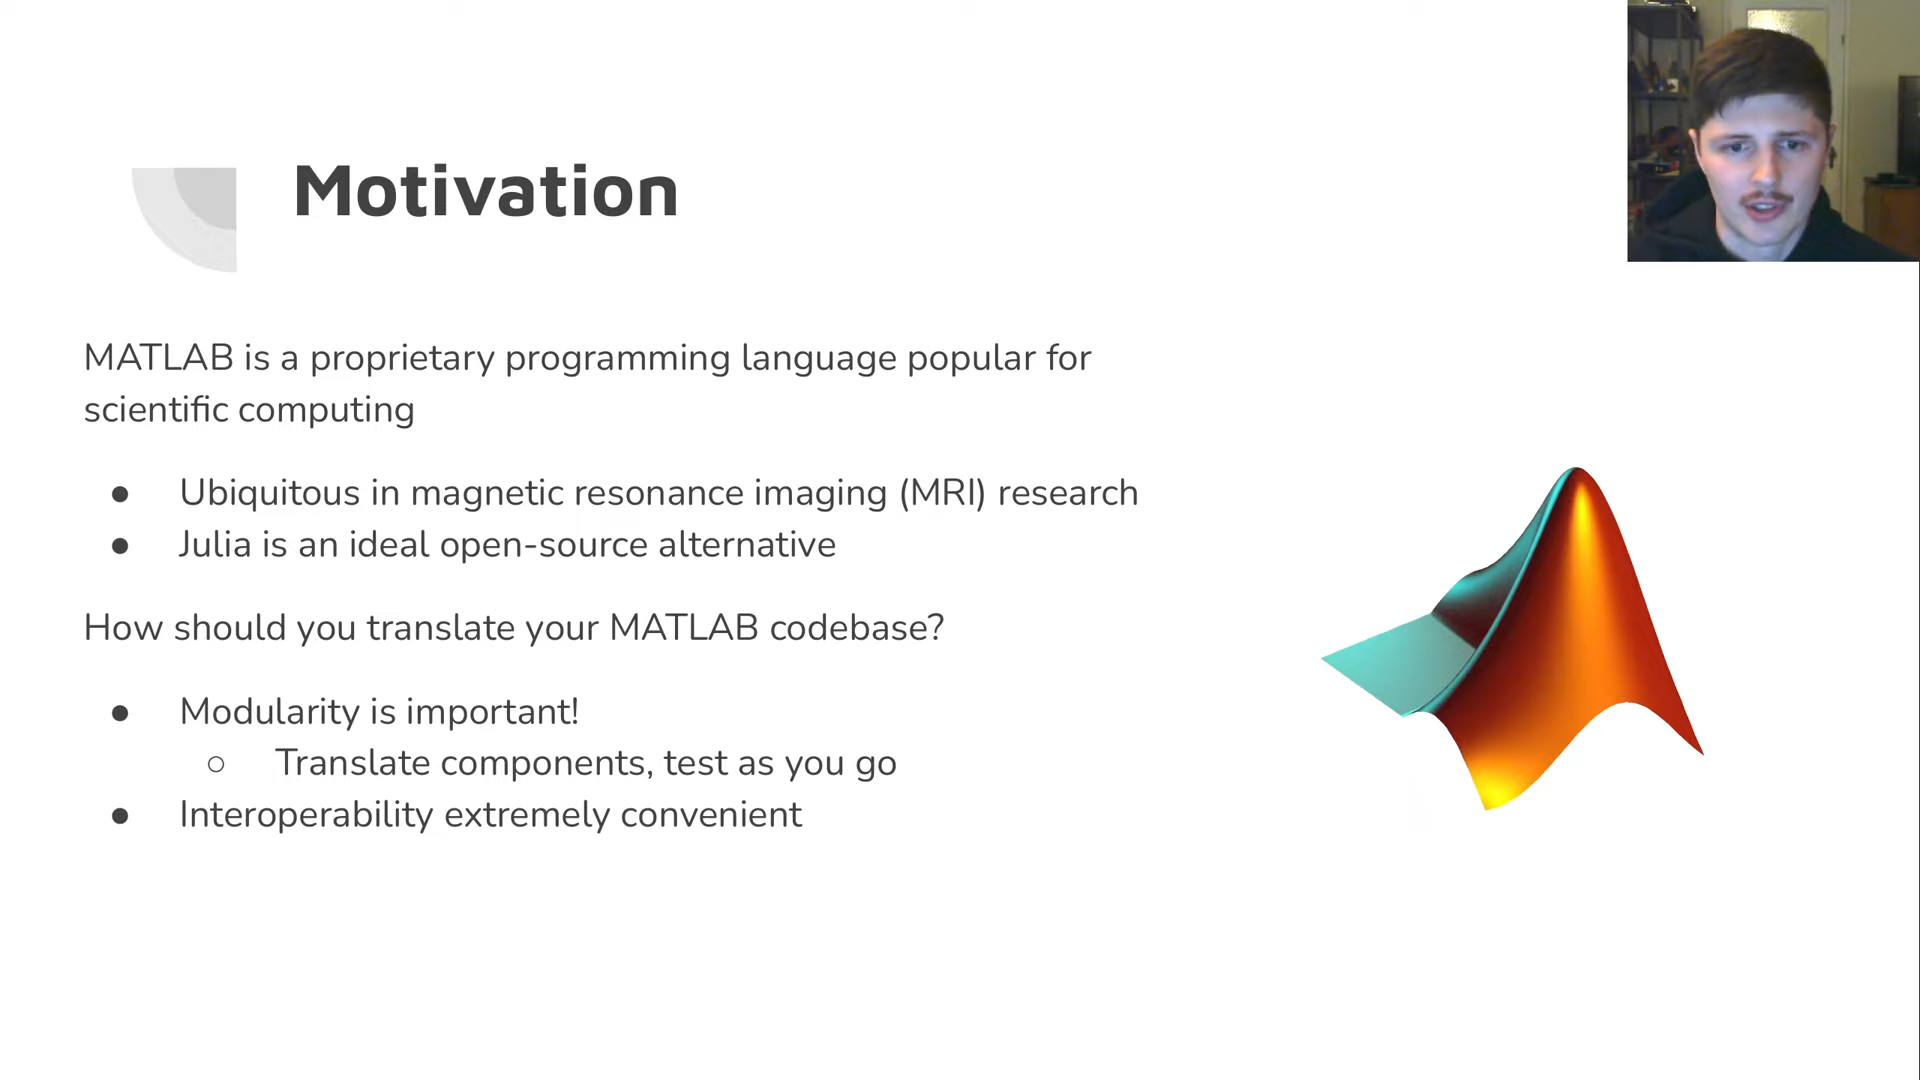 Motivation
MATLAB is a proprietary programming language popular for
scientific computing
● Ubiquitous in magnetic resonance imaging (MRI) research
● Julia is an ideal open-source alternative
How should you translate your MATLAB codebase?
● Modularity is important!
○ Translate components, test as you go
● Interoperability extremely convenient